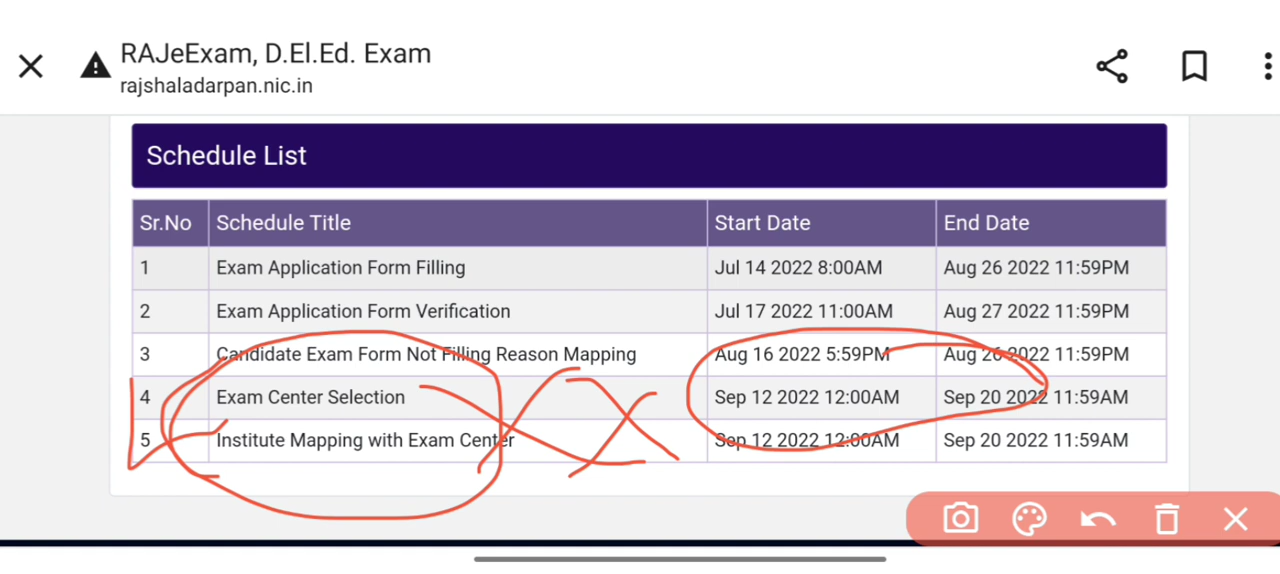 RAJeExam, D.El.Ed. Exam
rajshaladarpan.nic.in
Schedule List
Sr.No Schedule Title Start Date End Date
1 Exam Application Form Filling Jul 14 2022 8:00AM Aug 26 2022 11:59PM
2 Exam Application Form Verification Jul 17 2022 11:00AM Aug 27 2022 11:59PM
3 Candidate Exam Form Not Filling Reason Mapping Aug 16 2022 5:59PM Aug 26 2022 11:59PM
4 Exam Center Selection Sep 12 2022 12:00AM Sep 20 2022 11:59AM
5 Institute Mapping with Exam Center Sep 12 2022 12:00AM Sep 20 2022 11:59AM